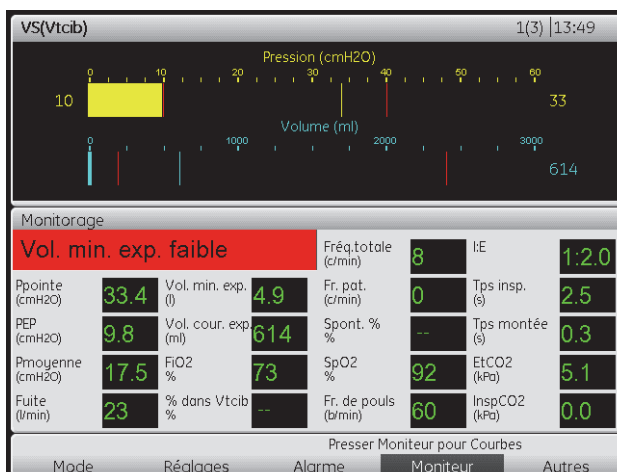 VS(Vtcib) 1(3) |13:49
Pression (cmH2O)
0 10 20 30 40 50 60
10 33
Volume (ml)
0 1000 2000 3000
614
Monitorage
Vol. min. exp. faible
Fréq.totale (c/min) 8 I:E 1:2.0
Ppointe (cmH2O) 33.4 Vol. min. exp. (l) 4.9 Fr. pat. (c/min) 0 Tps insp. (s) 2.5
PEP (cmH2O) 9.8 Vol. cour. exp. (ml) 614 Spont. % % -- Tps montée (s) 0.3
Pmoyenne (cmH2O) 17.5 FiO2 % 73 SpO2 % 92 EtCO2 (kPa) 5.1
Fuite (l/min) 23 % dans Vtcib % -- Fr. de pouls (b/min) 60 InspCO2 (kPa) 0.0
Presser Moniteur pour Courbes
Mode Réglages Alarme Moniteur Autres